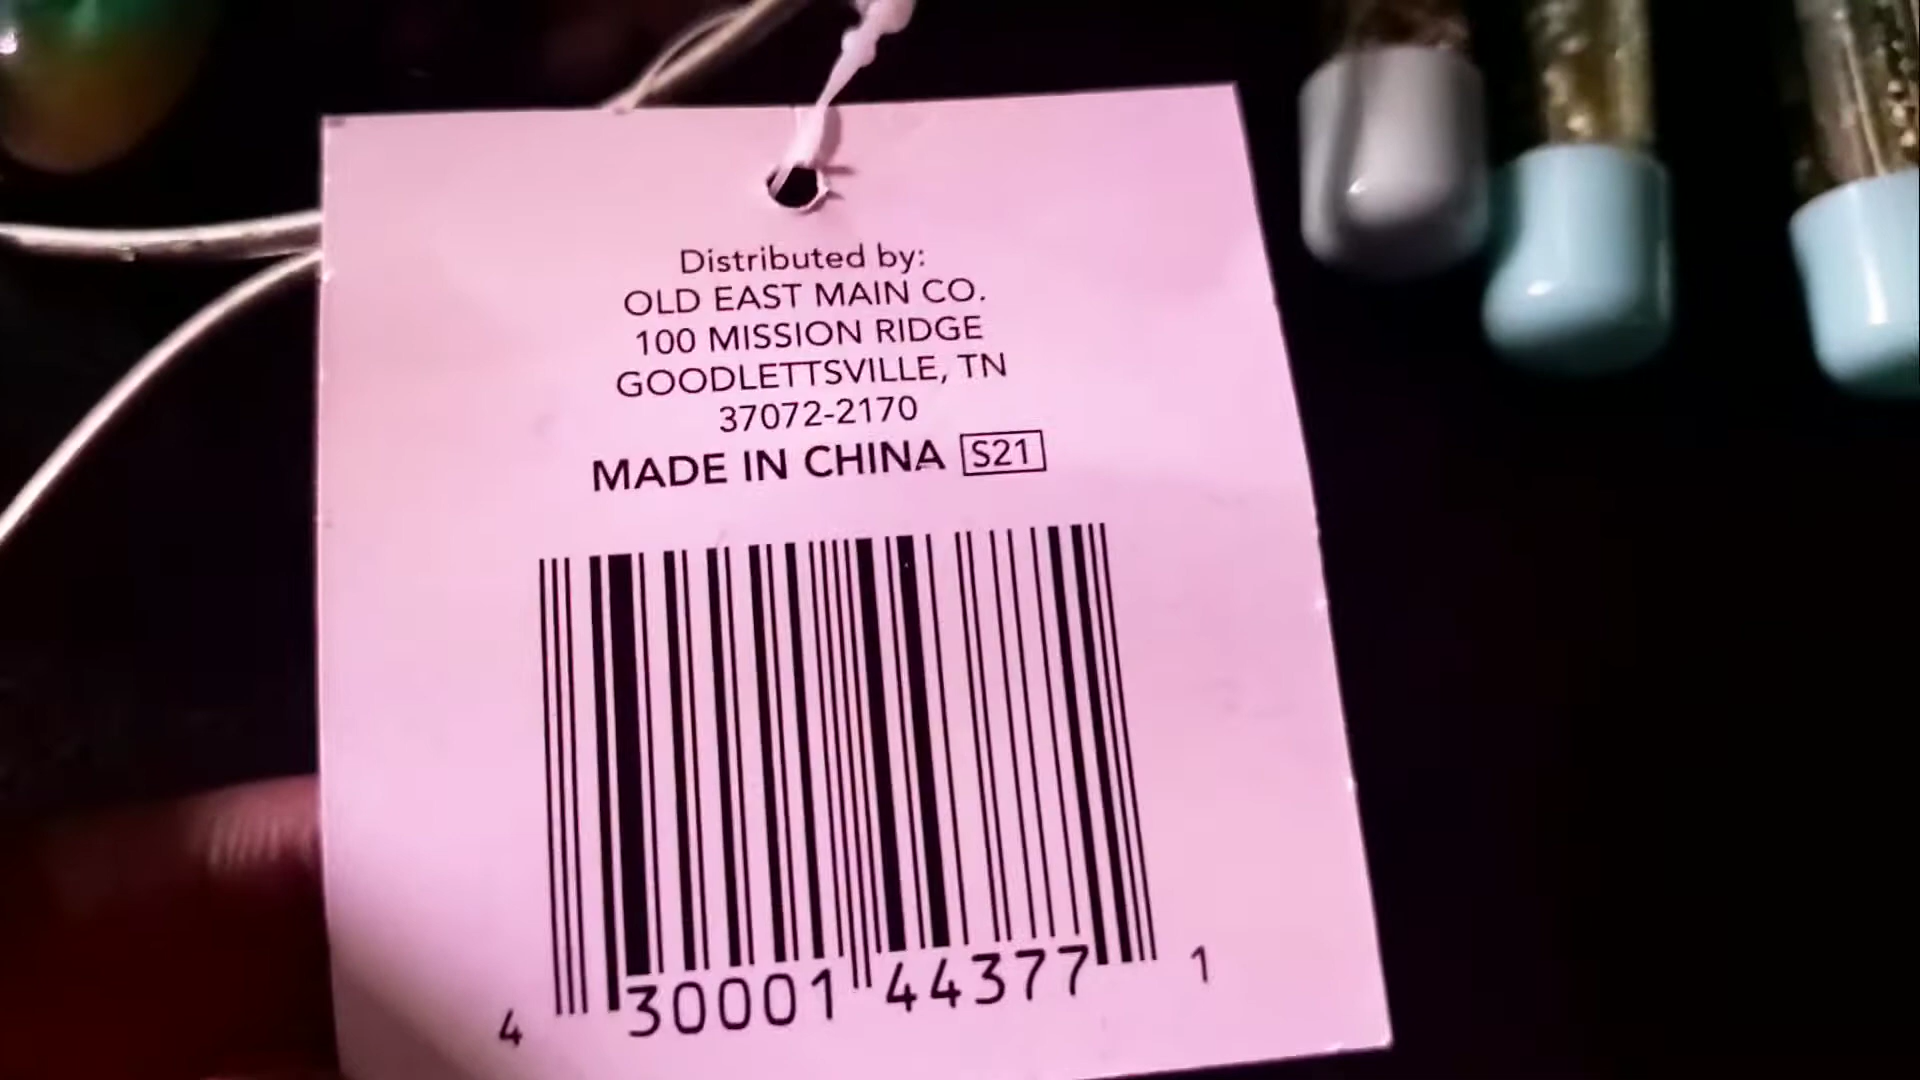 Distributed by:
OLD EAST MAIN CO.
100 MISSION RIDGE
GOODLETTSVILLE, TN
37072-2170
MADE IN CHINA S21
4 30001 44377 1